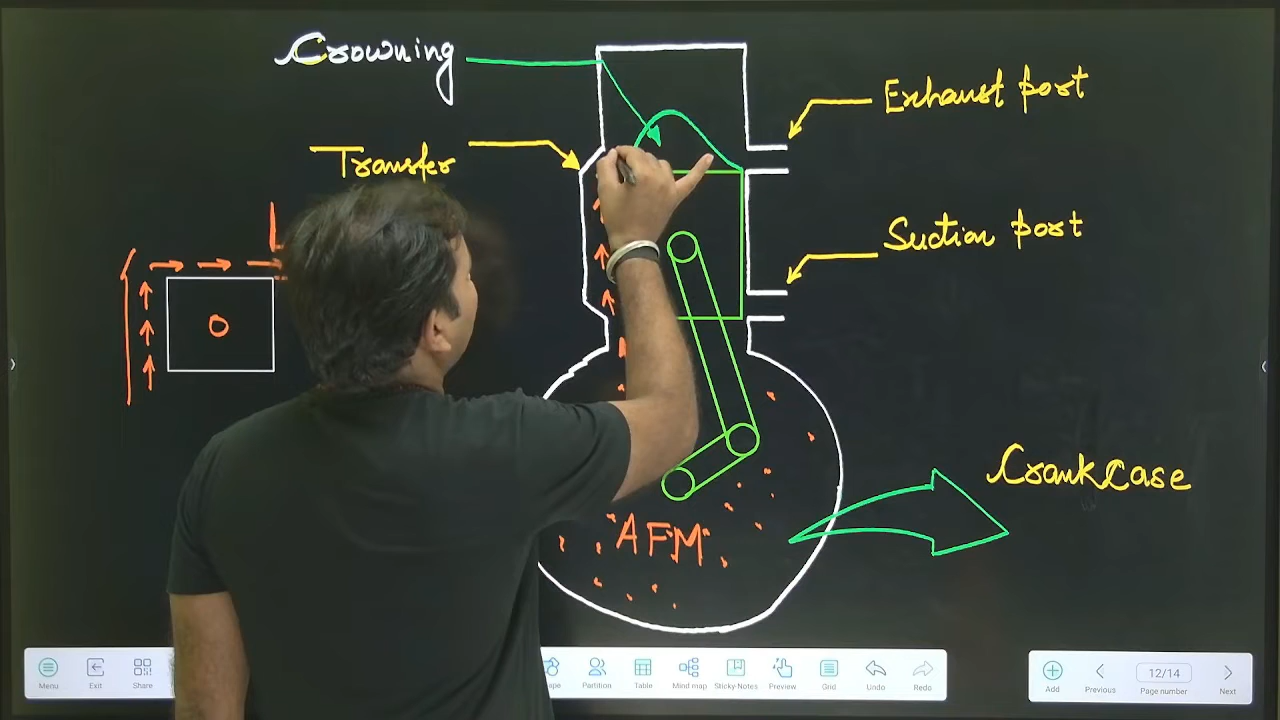 Crowning
Exhaust port
Transfer
Suction port
O
Crankcase
AFM
Menu
Exit
Share
Partition
Table
Mind map
Sticky-Notes
Preview
Grid
Undo
Redo
Add
Previous
12/14
Page number
Next